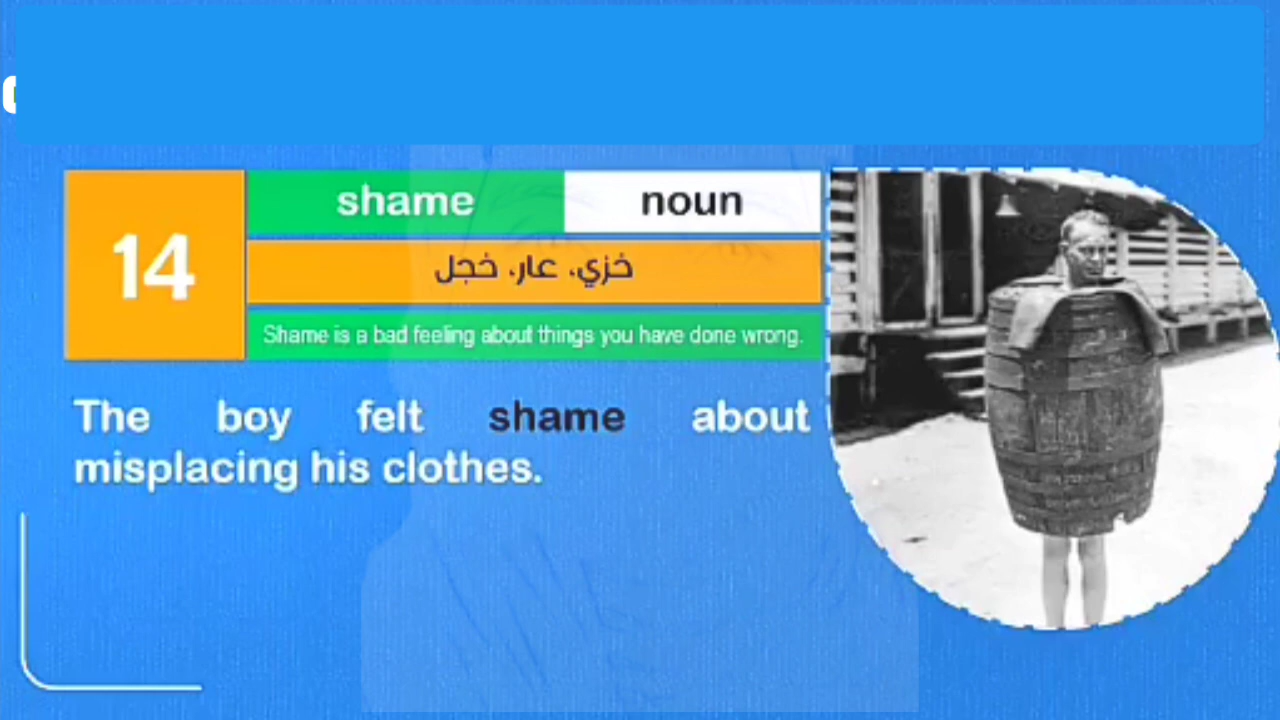 14
shame
noun
خزي، عار، خجل
Shame is a bad feeling about things you have done wrong.
The boy felt shame about
misplacing his clothes.